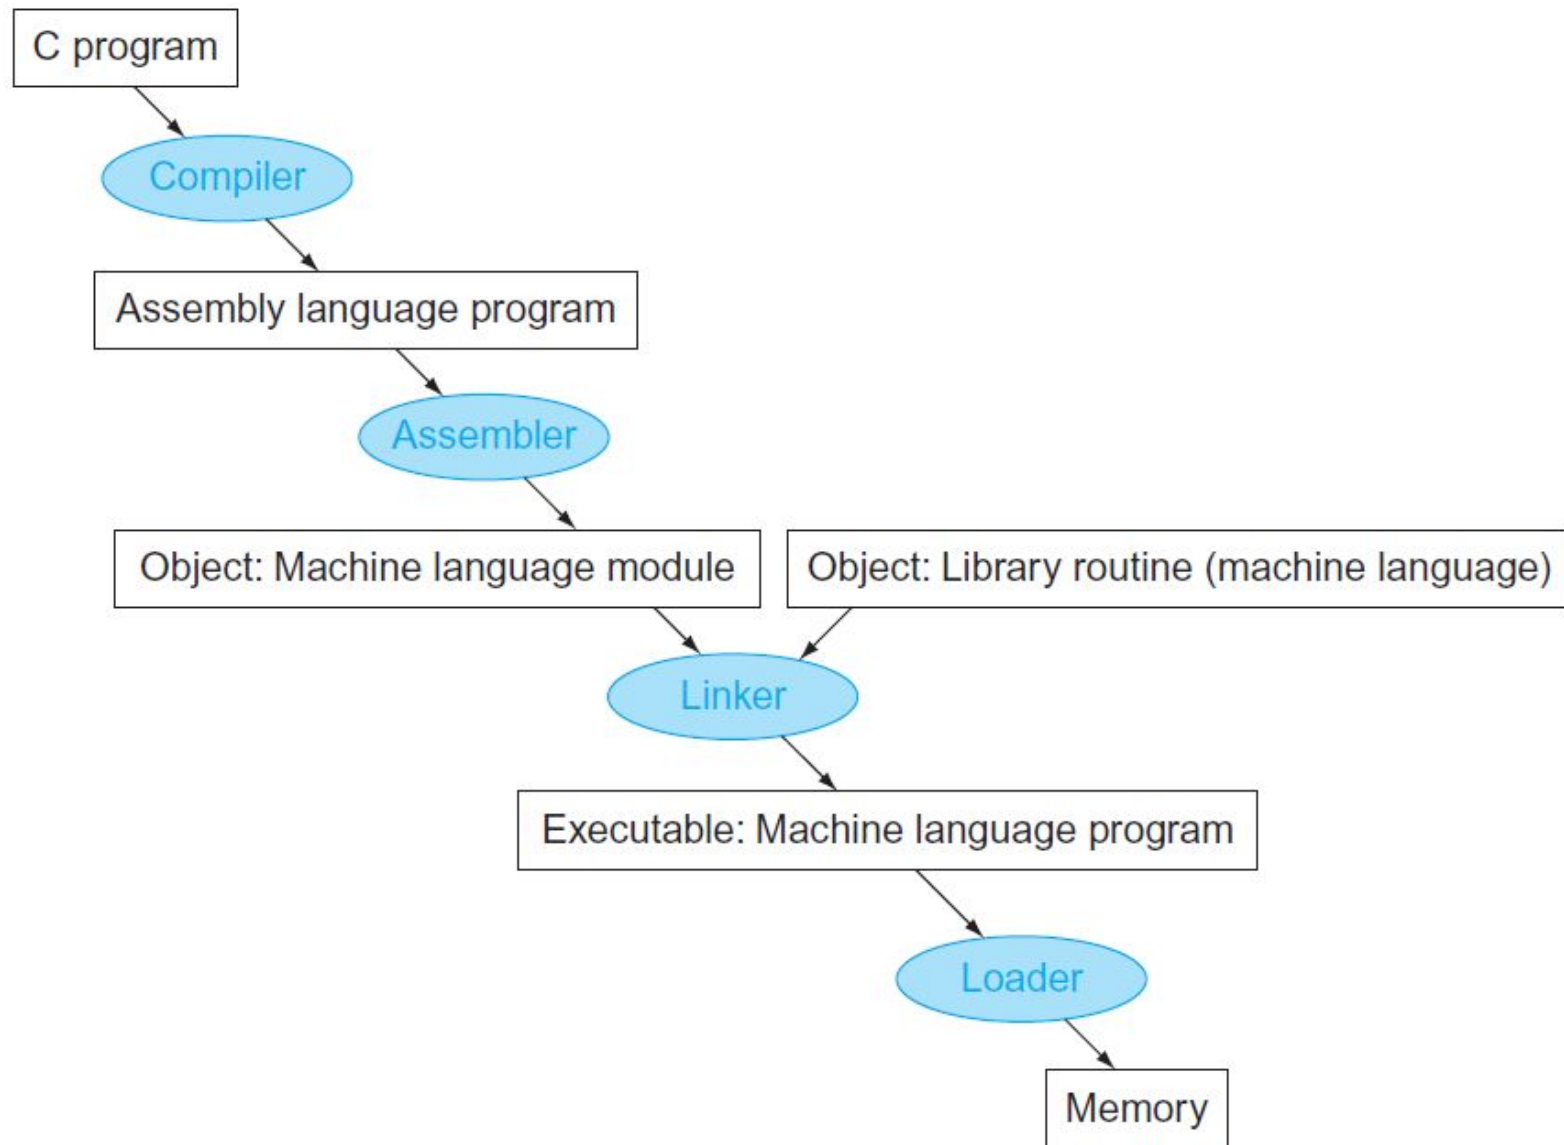 C program
Compiler
Assembly language program
Assembler
Object: Machine language module
Object: Library routine (machine language)
Linker
Executable: Machine language program
Loader
Memory